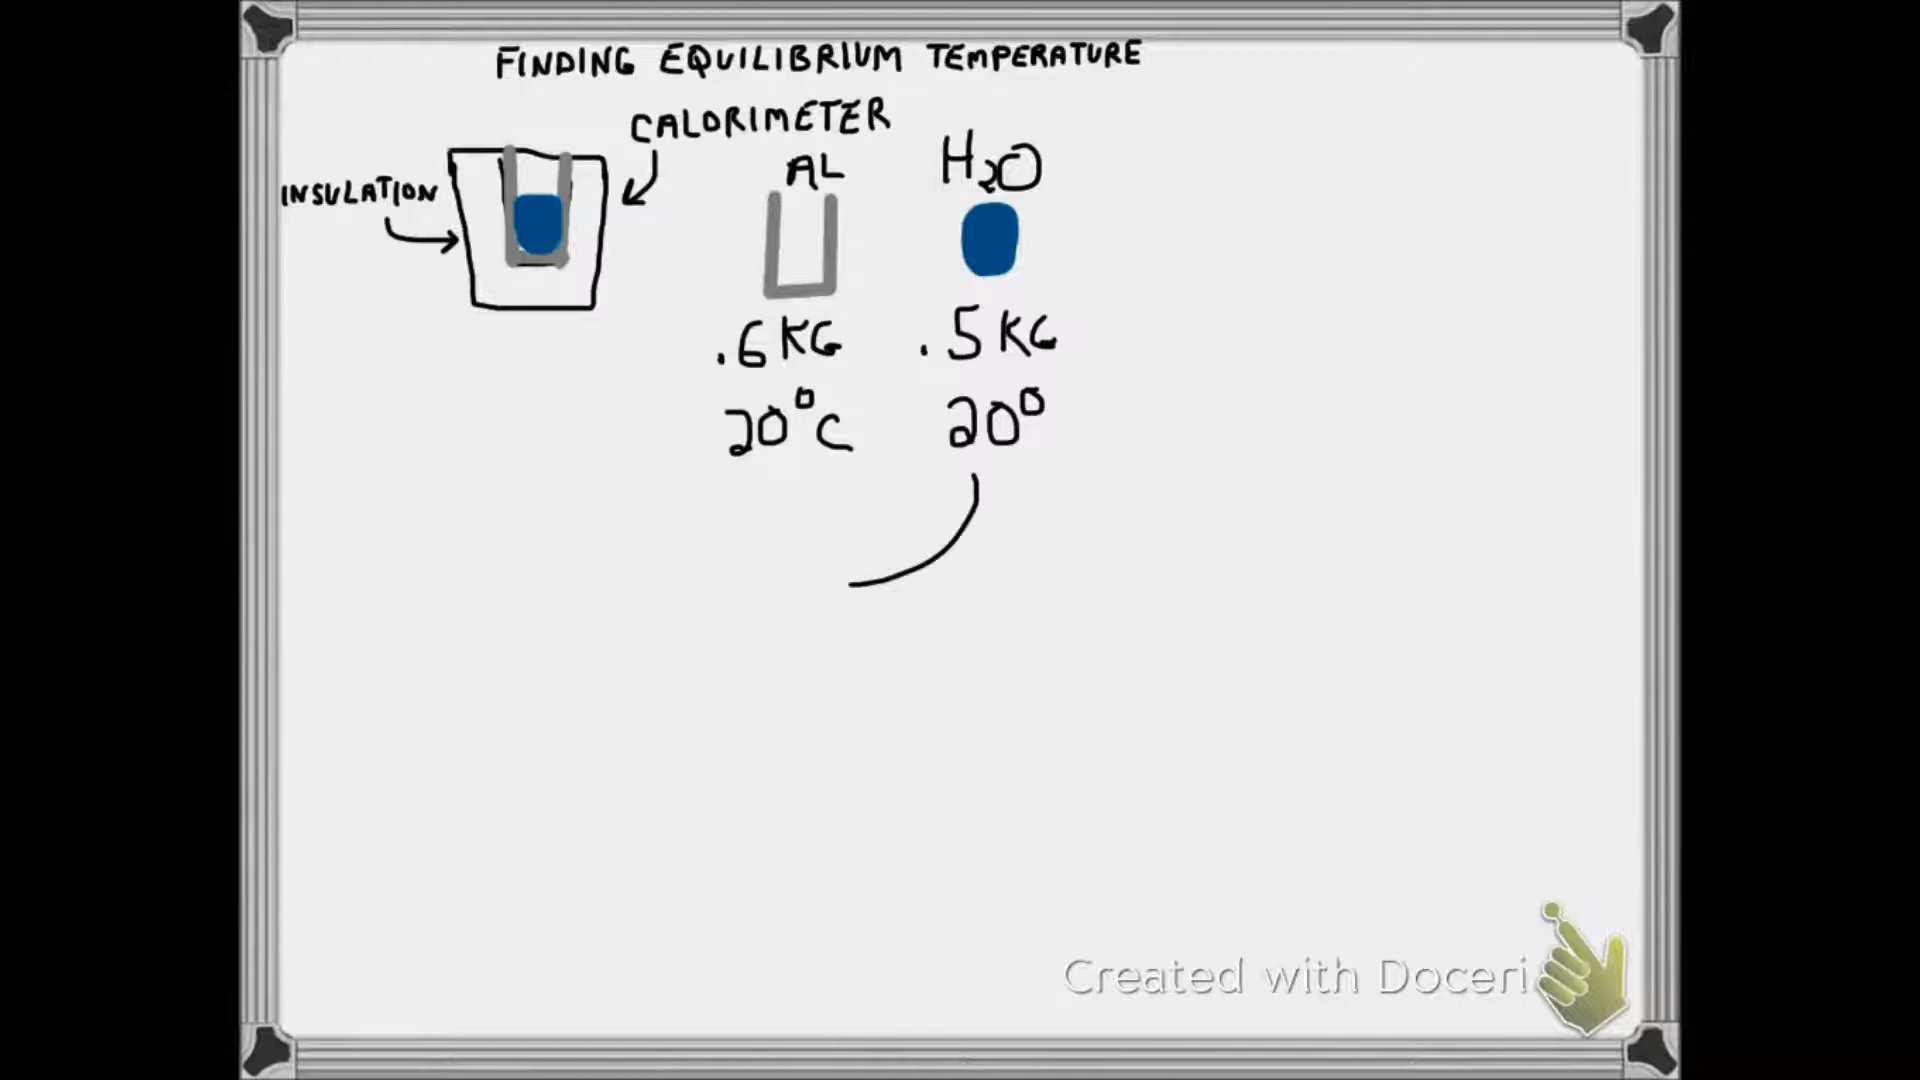 FINDING EQUILIBRIUM TEMPERATURE
CALORIMETER
INSULATION
AL H₂O
.6 KG .5 KG
20°C 20°
Created with Doceri